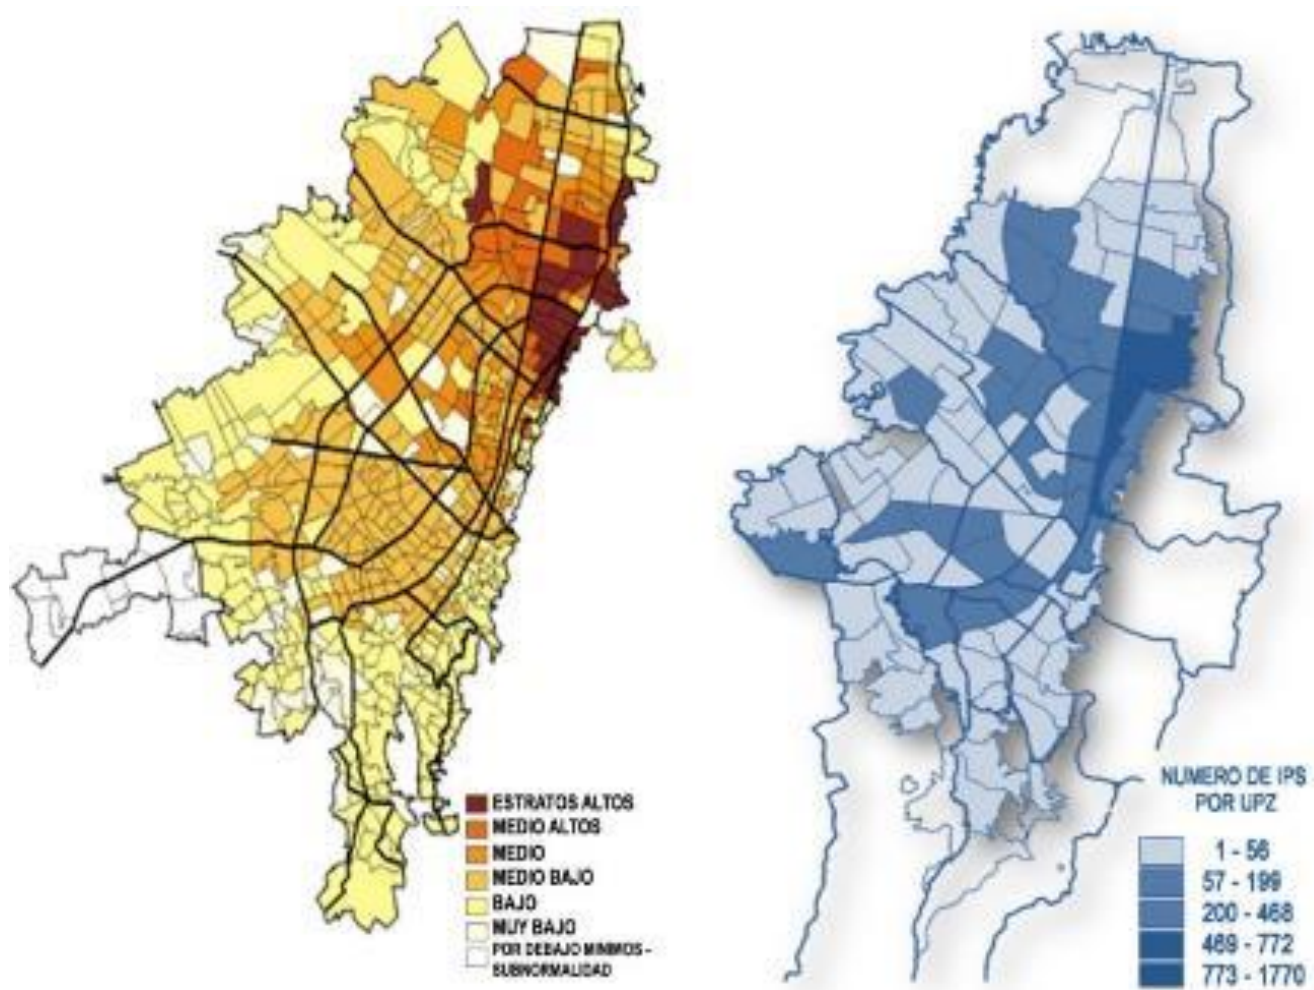 ESTRATOS ALTOS
MEDIO ALTOS
MEDIO
MEDIO BAJO
BAJO
MUY BAJO
POR DEBAJO MINIMOS -
SUBNORMALIDAD
NUMERO DE IPS
POR UPZ
1 - 56
57 - 199
200 - 468
469 - 772
773 - 1770